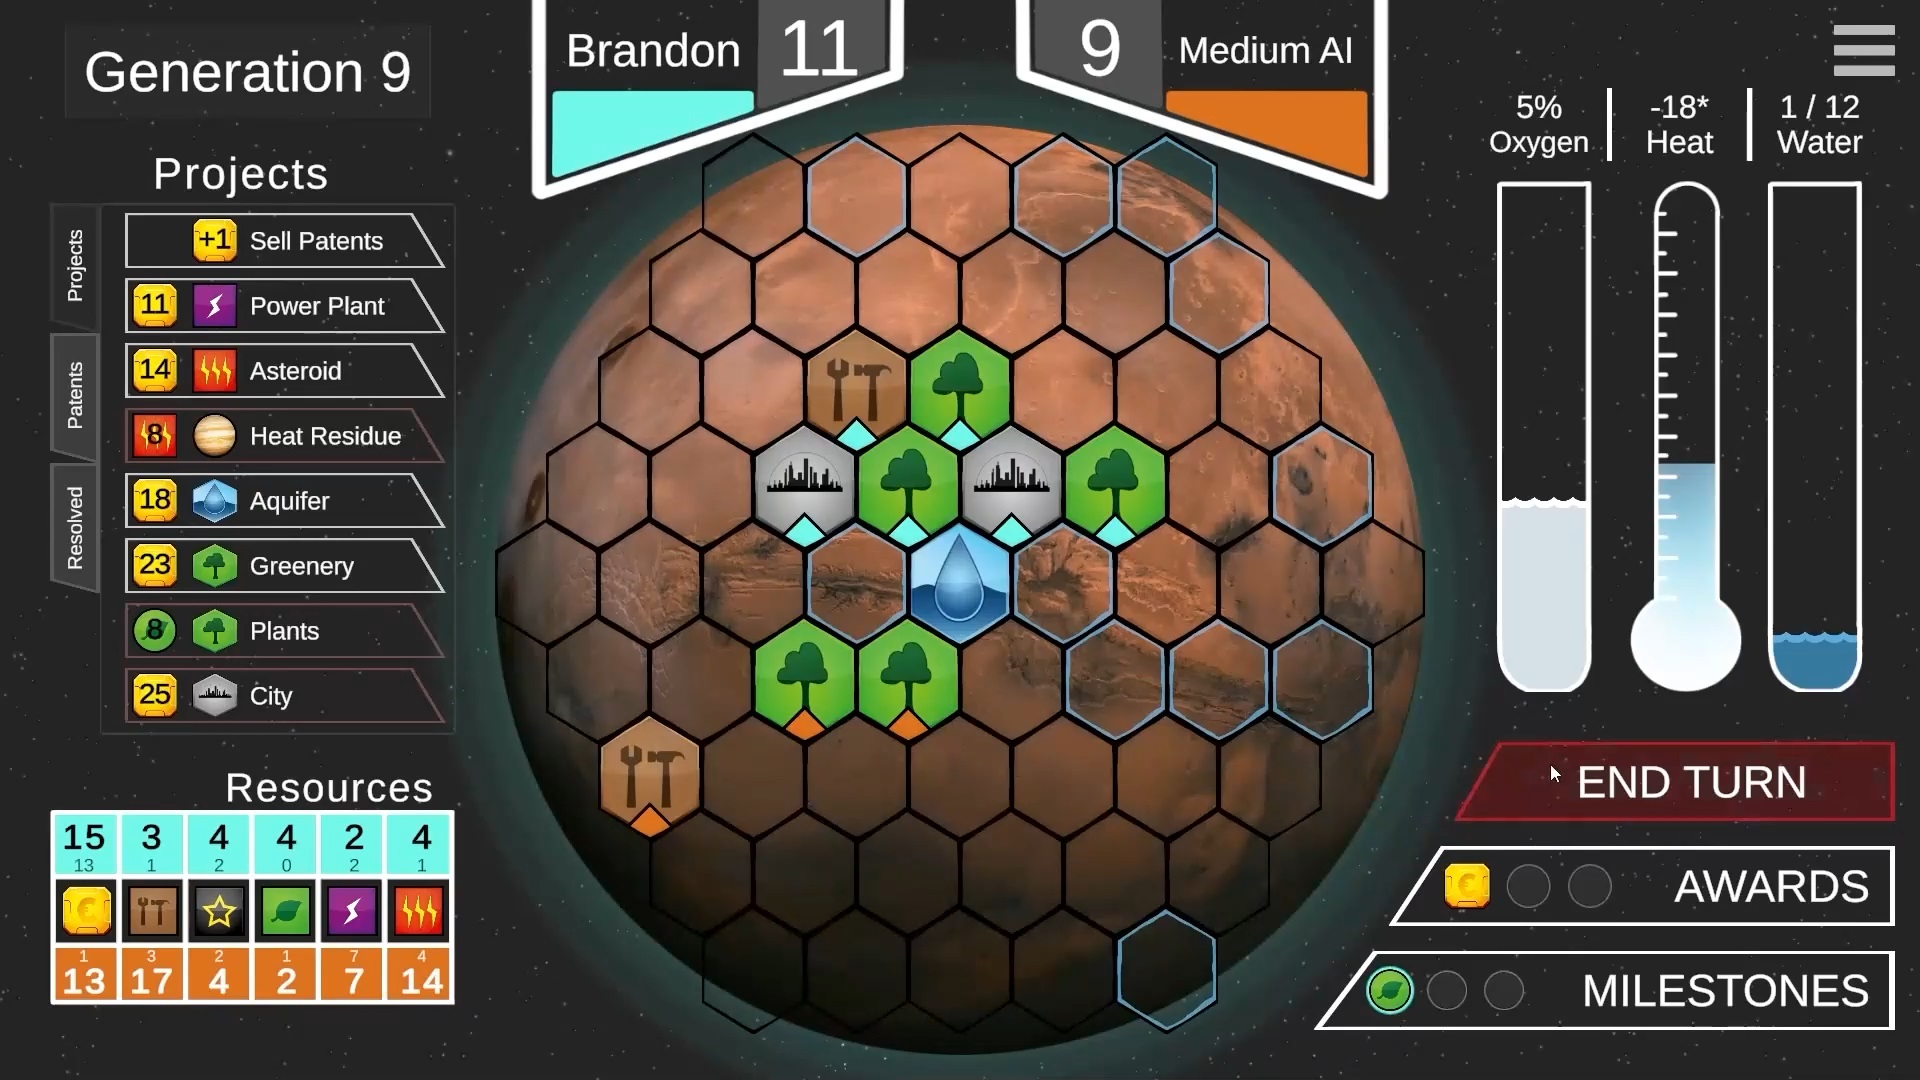 Generation 9
Brandon 11
9 Medium AI
5% Oxygen
-18* Heat
1 / 12 Water
Projects
Projects
Patents
Resolved
+1 Sell Patents
11 Power Plant
14 Asteroid
8 Heat Residue
18 Aquifer
23 Greenery
8 Plants
25 City
Resources
15 3 4 4 2 4
13 1 2 0 2 1
1 3 2 1 7 4
13 17 4 2 7 14
END TURN
AWARDS
MILESTONES